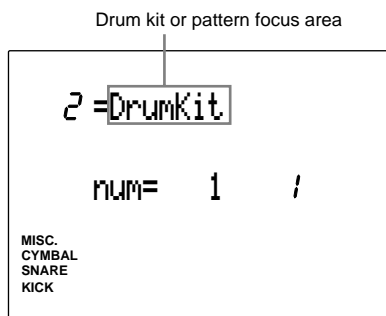 Drum kit or pattern focus area
2 =DrumKit
num= 1 1
MISC.
CYMBAL
SNARE
KICK